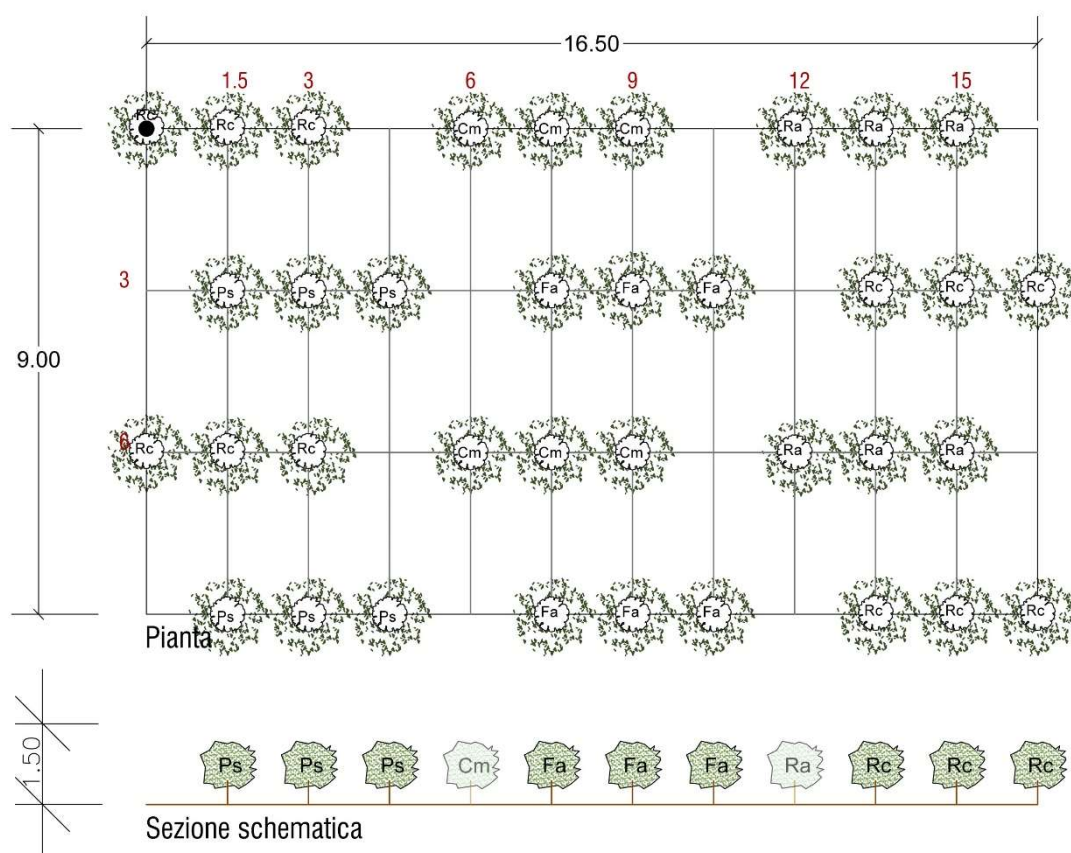 16.50
1.5 3 6 9 12 15
Rc Rc Rc Cm Cm Cm Ra Ra Ra
3
Ps Ps Ps Fa Fa Fa Rc Rc Rc
9.00
6
Rc Rc Rc Cm Cm Cm Ra Ra Ra
Ps Ps Ps Fa Fa Fa Rc Rc Rc
Pianta
1.50
Ps Ps Ps Cm Fa Fa Fa Ra Rc Rc Rc
Sezione schematica